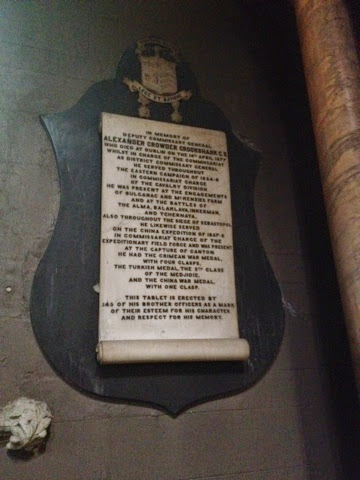 IN MEMORY OF
DEPUTY COMMISSARY GENERAL
ALEXANDER CROWDER CROOKSHANK, C.B.
WHO DIED AT DUBLIN ON THE 14TH APRIL 1877
WHILST IN CHARGE OF THE COMMISSARIAT
AS DISTRICT COMMISSARY GENERAL
HE SERVED THROUGHOUT
THE EASTERN CAMPAIGN OF 1854-5
IN COMMISSARIAT CHARGE
OF THE CAVALRY DIVISION
HE WAS PRESENT AT THE ENGAGEMENTS
OF BULGANAC AND McKENZIES FARM
AND AT THE BATTLES OF
THE ALMA, BALAKLAVA, INKERMAN,
AND TCHERNAYA,
ALSO THROUGHOUT THE SIEGE OF SEBASTOPOL
HE LIKEWISE SERVED
ON THE CHINA EXPEDITION OF 1857-8
IN COMMISSARIAT CHARGE OF THE
EXPEDITIONARY FIELD FORCE AND WAS PRESENT
AT THE CAPTURE OF CANTON
HE HAD THE CRIMEAN WAR MEDAL,
WITH FOUR CLASPS,
THE TURKISH MEDAL, THE 5TH CLASS
OF THE MEDJIDIE,
AND THE CHINA WAR MEDAL,
WITH ONE CLASP.
THIS TABLET IS ERECTED BY
145 OF HIS BROTHER OFFICERS AS A MARK
OF THEIR ESTEEM FOR HIS CHARACTER
AND RESPECT FOR HIS MEMORY.